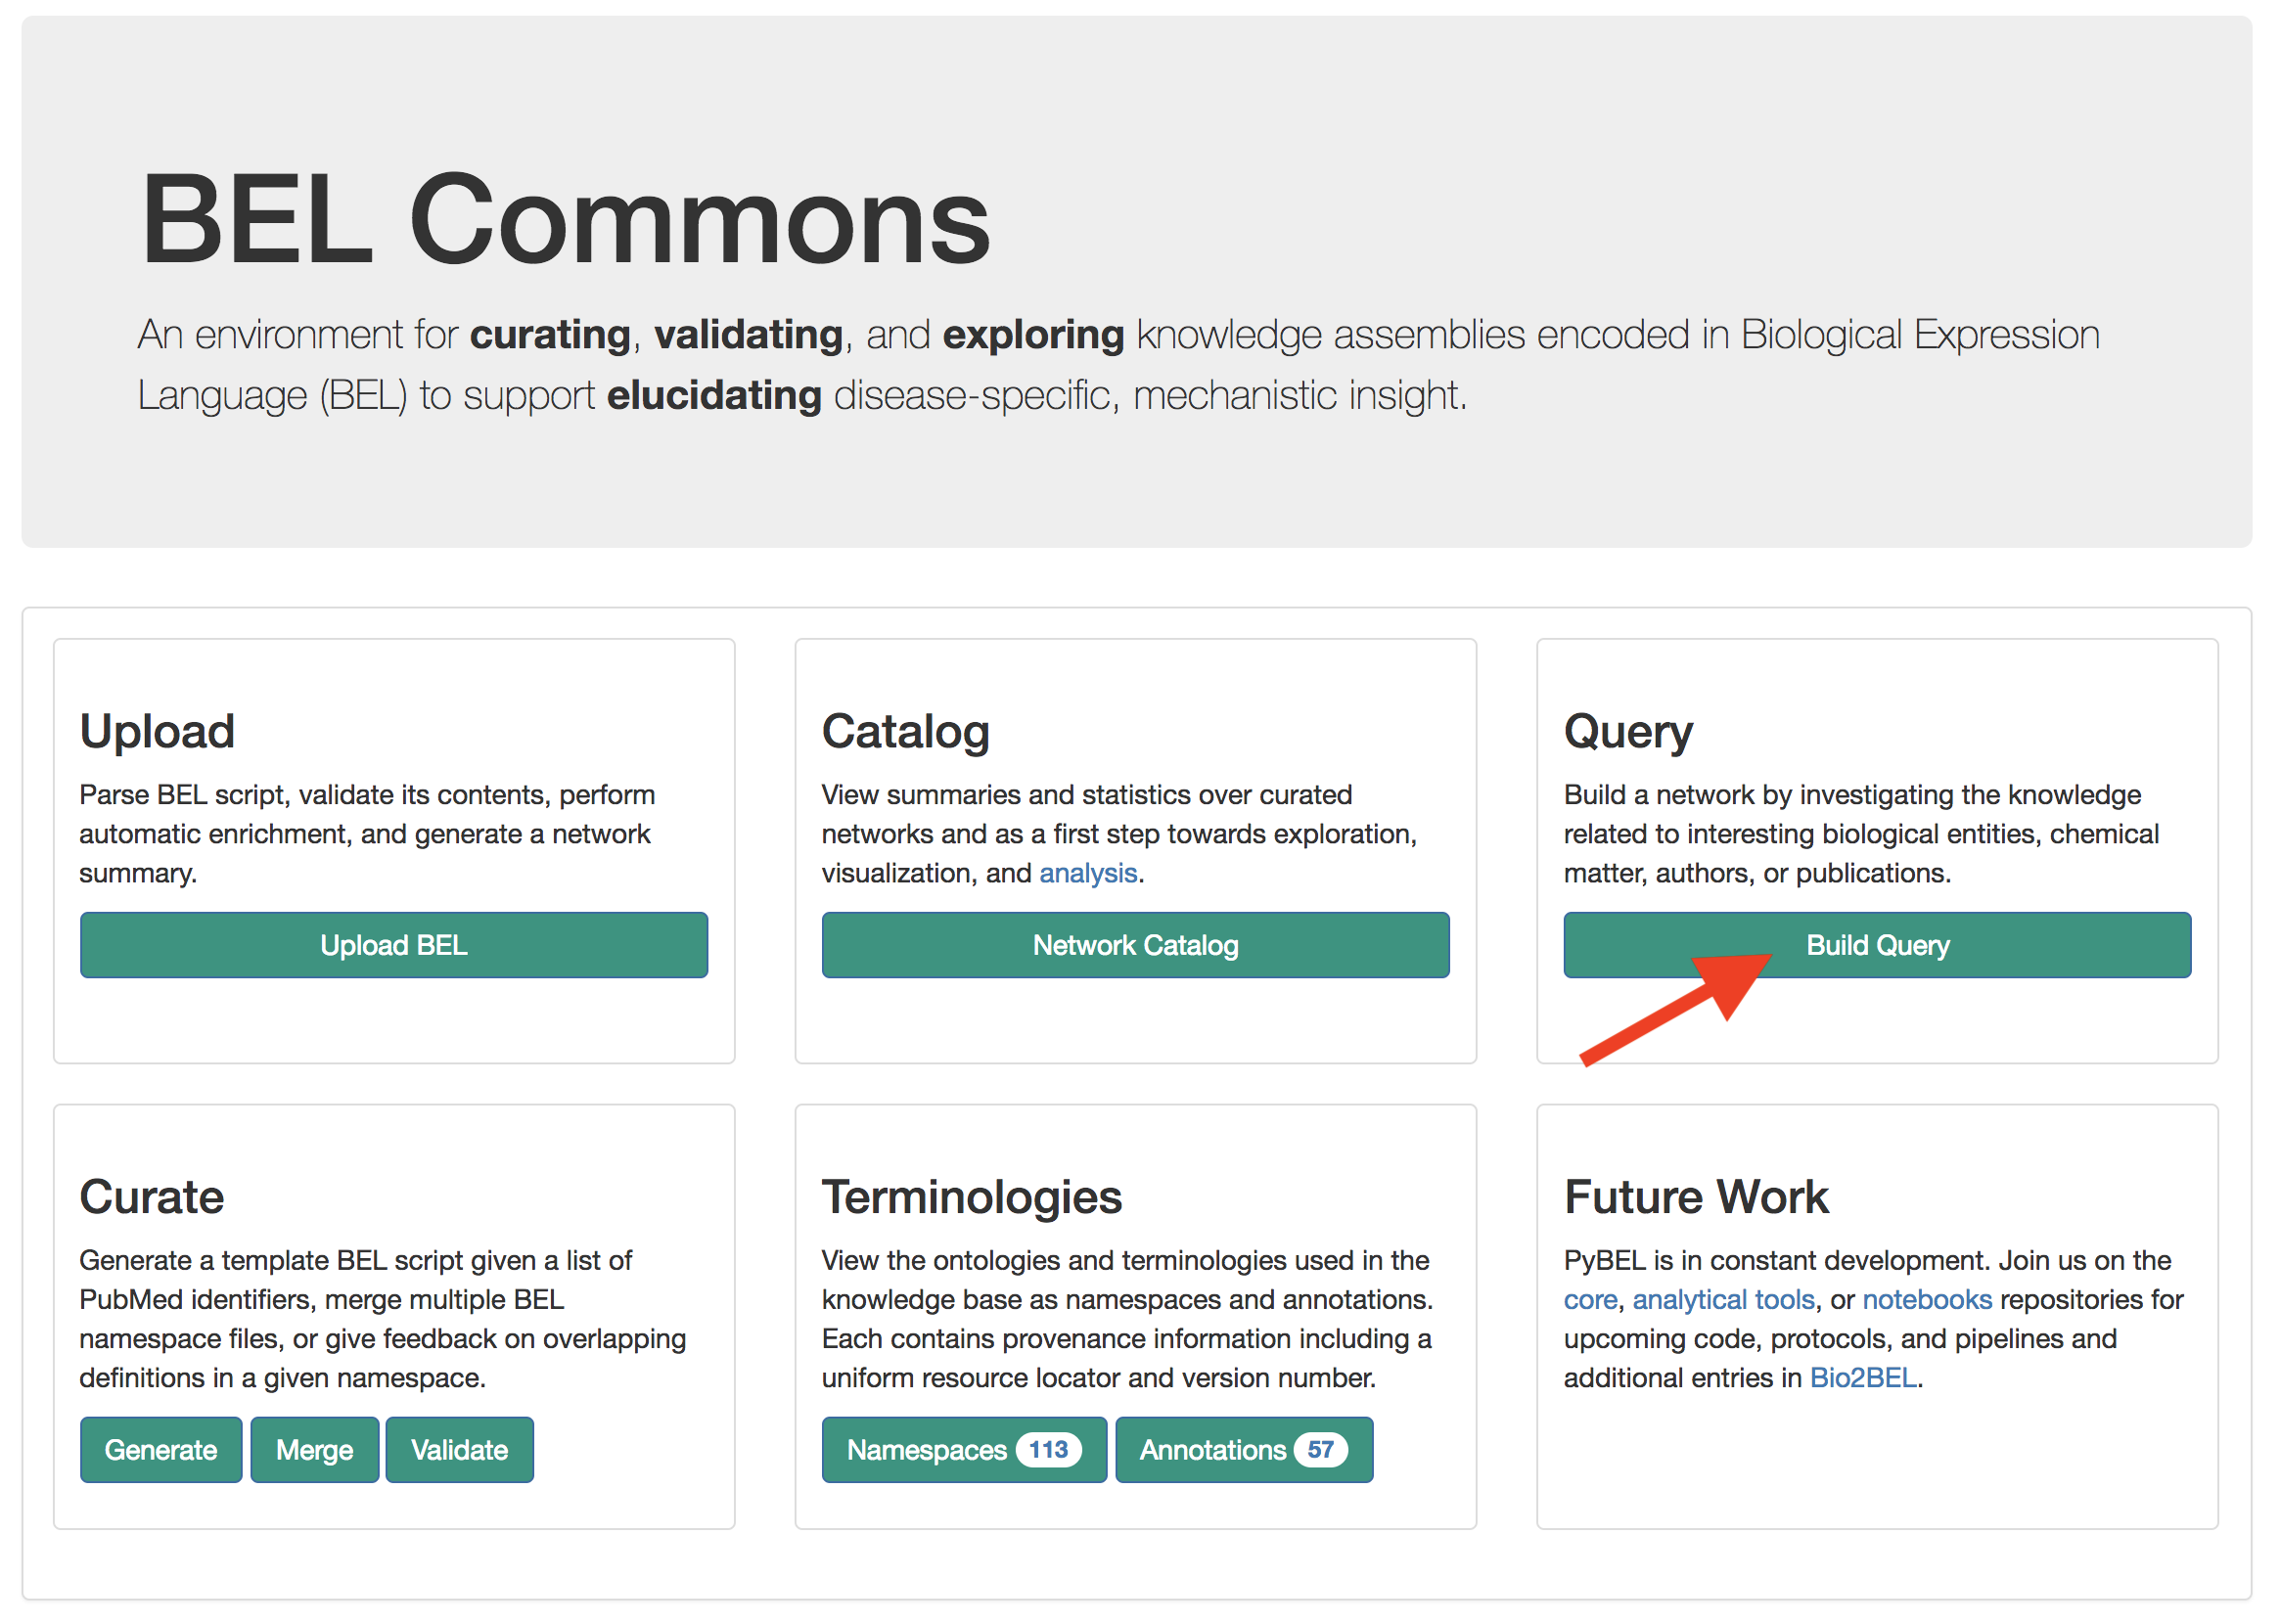 BEL Commons
An environment for curating, validating, and exploring knowledge assemblies encoded in Biological Expression
Language (BEL) to support elucidating disease-specific, mechanistic insight.
Upload
Parse BEL script, validate its contents, perform
automatic enrichment, and generate a network
summary.
Upload BEL
Catalog
View summaries and statistics over curated
networks and as a first step towards exploration,
visualization, and analysis.
Network Catalog
Query
Build a network by investigating the knowledge
related to interesting biological entities, chemical
matter, authors, or publications.
Build Query
Curate
Generate a template BEL script given a list of
PubMed identifiers, merge multiple BEL
namespace files, or give feedback on overlapping
definitions in a given namespace.
Generate Merge Validate
Terminologies
View the ontologies and terminologies used in the
knowledge base as namespaces and annotations.
Each contains provenance information including a
uniform resource locator and version number.
Namespaces 113 Annotations 57
Future Work
PyBEL is in constant development. Join us on the
core, analytical tools, or notebooks repositories for
upcoming code, protocols, and pipelines and
additional entries in Bio2BEL.